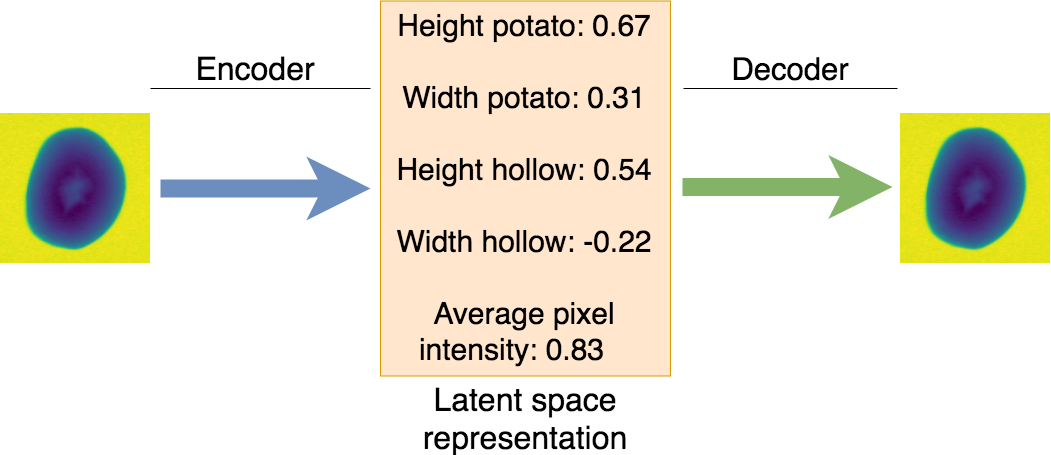 Encoder
Height potato: 0.67
Width potato: 0.31
Height hollow: 0.54
Width hollow: -0.22
Average pixel
intensity: 0.83
Latent space
representation
Decoder